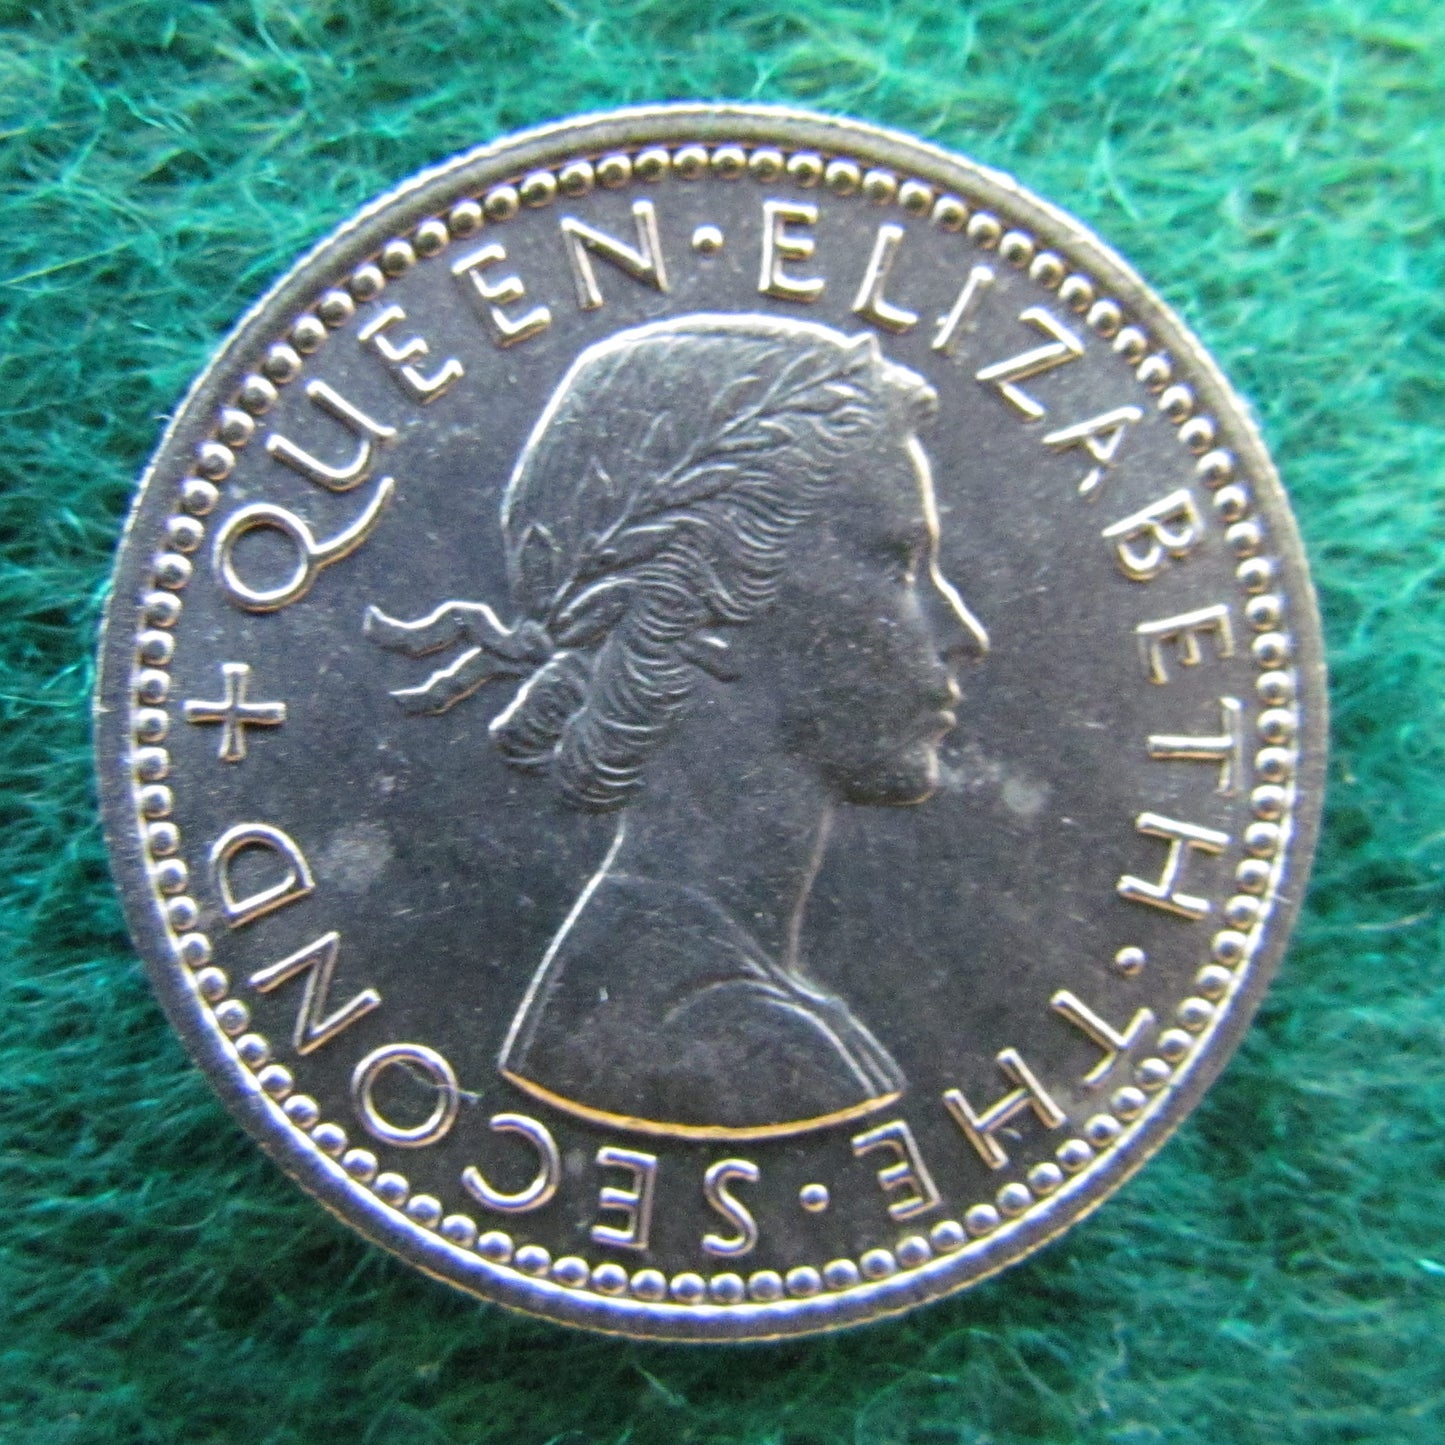 + QUEEN · ELIZABETH · THE · SECOND